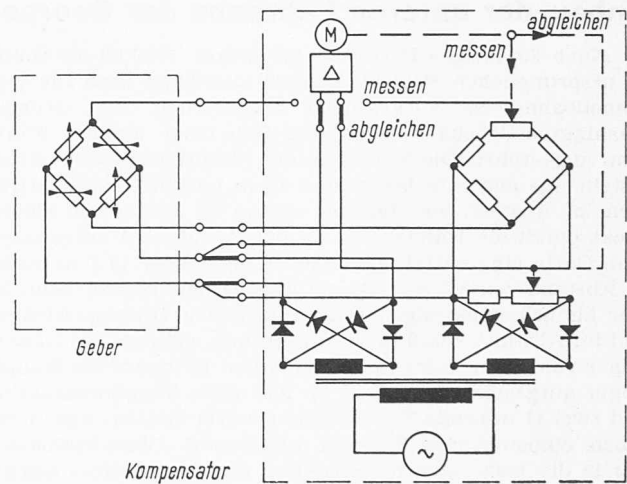 M
abgleichen
messen
messen
abgleichen
Geber
Kompensator